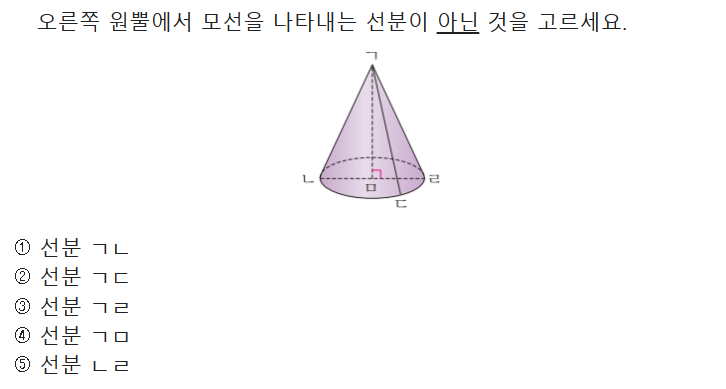 오른쪽 원뿔에서 모선을 나타내는 선분이 아닌 것을 고르세요.
ㄱ
ㄴ
ㅁ
ㄹ
ㄷ
① 선분 ㄱㄴ
② 선분 ㄱㄷ
③ 선분 ㄱㄹ
④ 선분 ㄱㅁ
⑤ 선분 ㄴㄹ